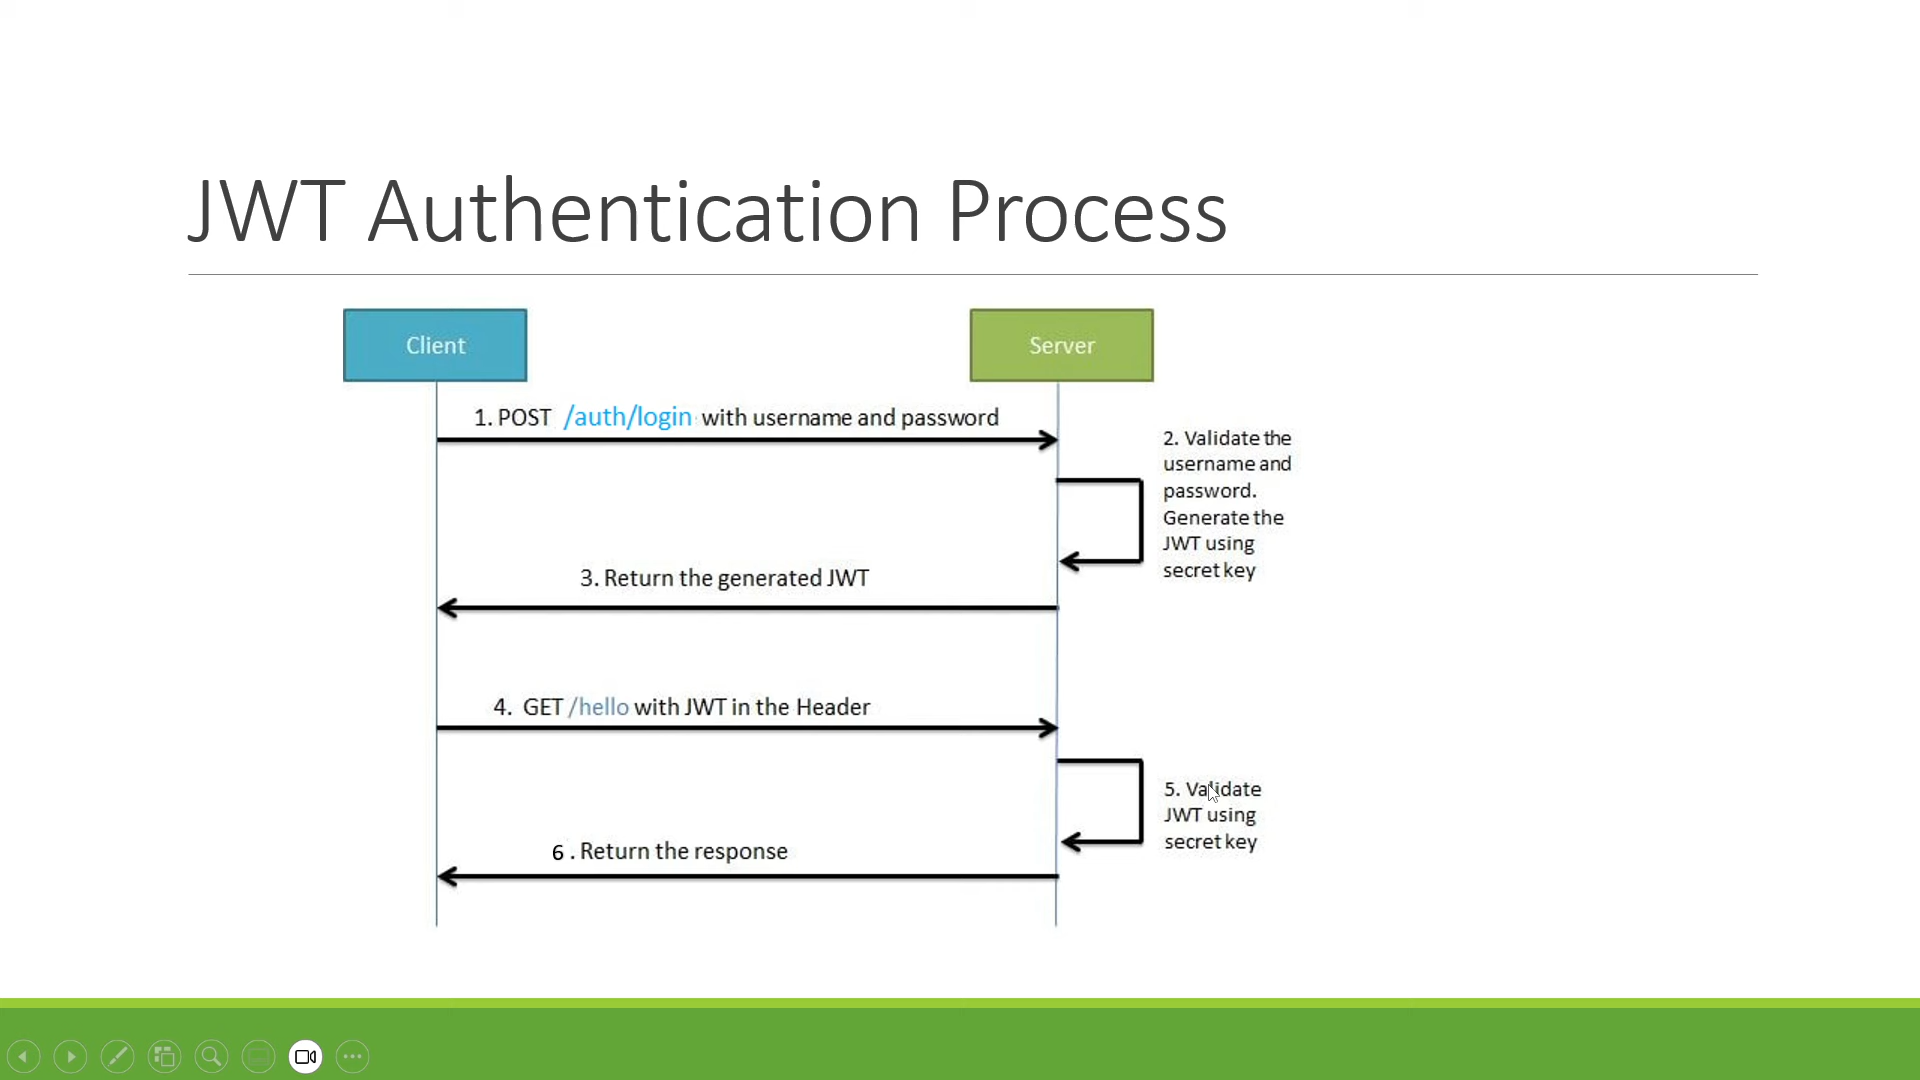 JWT Authentication Process
Client
Server
1. POST /auth/login with username and password
2. Validate the
username and
password.
Generate the
JWT using
secret key
3. Return the generated JWT
4. GET /hello with JWT in the Header
5. Validate
JWT using
secret key
6 . Return the response